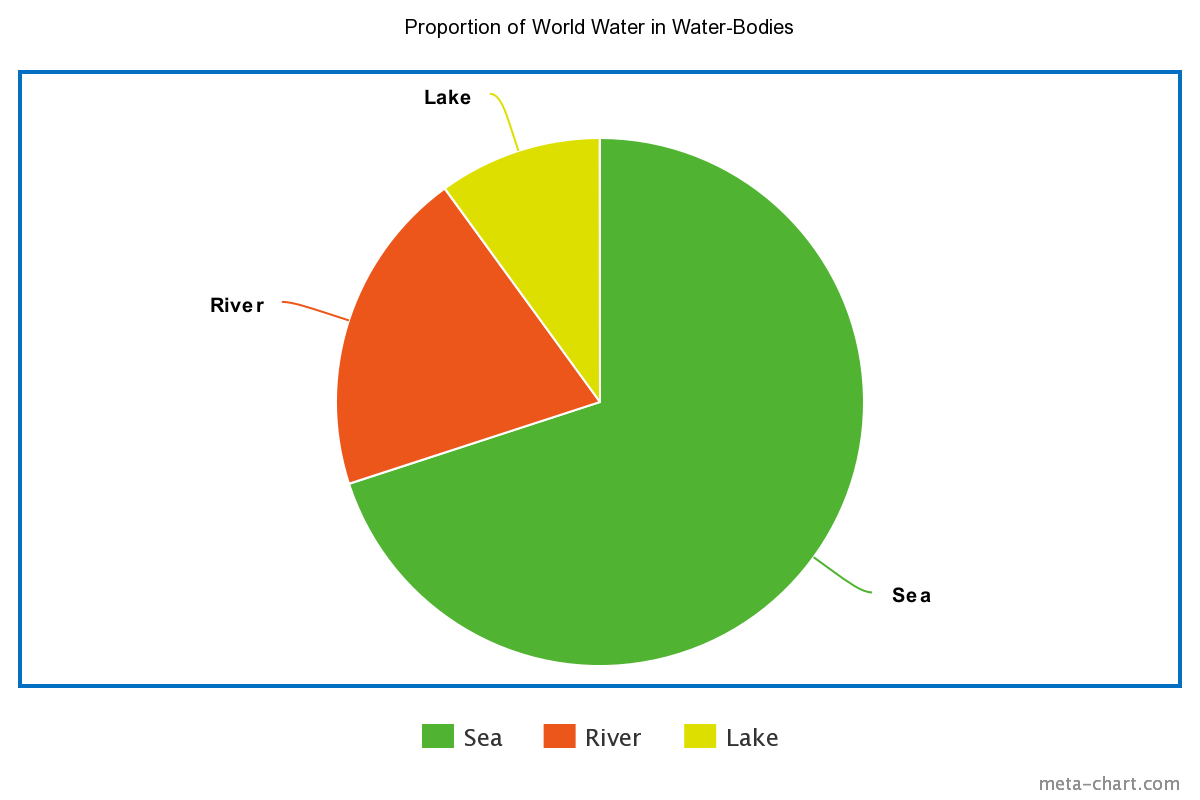 Proportion of World Water in Water-Bodies
Lake
River
Sea
Sea River Lake
meta-chart.com